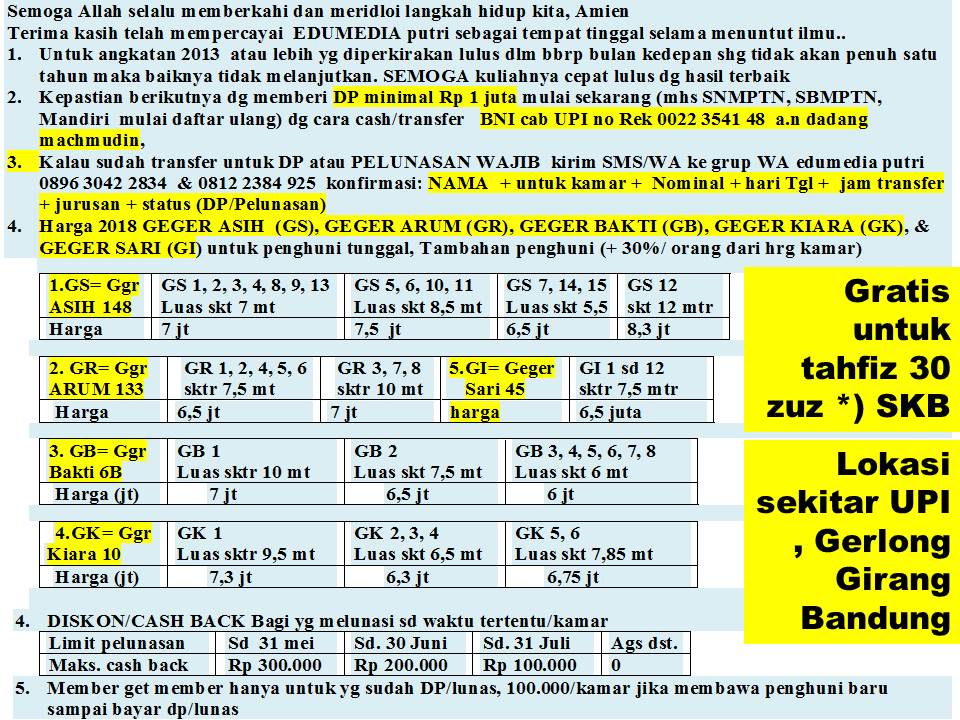 Semoga Allah selalu memberkahi dan meridloi langkah hidup kita, Amien
Terima kasih telah mempercayai EDUMEDIA putri sebagai tempat tinggal selama menuntut ilmu..
1. Untuk angkatan 2013 atau lebih yg diperkirakan lulus dlm bbrp bulan kedepan shg tidak akan penuh satu
tahun maka baiknya tidak melanjutkan. SEMOGA kuliahnya cepat lulus dg hasil terbaik
2. Kepastian berikutnya dg memberi DP minimal Rp 1 juta mulai sekarang (mhs SNMPTN, SBMPTN,
Mandiri mulai daftar ulang) dg cara cash/transfer BNI cab UPI no Rek 0022 3541 48 a.n dadang
machmudin,
3. Kalau sudah transfer untuk DP atau PELUNASAN WAJIB kirim SMS/WA ke grup WA edumedia putri
0896 3042 2834 & 0812 2384 925 konfirmasi: NAMA + untuk kamar + Nominal + hari Tgl + jam transfer
+ jurusan + status (DP/Pelunasan)
4. Harga 2018 GEGER ASIH (GS), GEGER ARUM (GR), GEGER BAKTI (GB), GEGER KIARA (GK), &
GEGER SARI (GI) untuk penghuni tunggal, Tambahan penghuni (+ 30%/ orang dari hrg kamar)
1.GS= Ggr GS 1, 2, 3, 4, 8, 9, 13 GS 5, 6, 10, 11 GS 7, 14, 15 GS 12
ASIH 148 Luas skt 7 mt Luas skt 8,5 mt Luas skt 5,5 skt 12 mtr
Harga 7 jt 7,5 jt 6,5 jt 8,3 jt
2. GR= Ggr GR 1, 2, 4, 5, 6 GR 3, 7, 8 5.GI= Geger GI 1 sd 12
ARUM 133 sktr 7,5 mt sktr 10 mt Sari 45 sktr 7,5 mtr
Harga 6,5 jt 7 jt harga 6,5 juta
3. GB= Ggr GB 1 GB 2 GB 3, 4, 5, 6, 7, 8
Bakti 6B Luas sktr 10 mt Luas skt 7,5 mt Luas skt 6 mt
Harga (jt) 7 jt 6,5 jt 6 jt
4.GK= Ggr GK 1 GK 2, 3, 4 GK 5, 6
Kiara 10 Luas sktr 9,5 mt Luas skt 6,5 mt Luas skt 7,85 mt
Harga (jt) 7,3 jt 6,3 jt 6,75 jt
Gratis
untuk
tahfiz 30
zuz *) SKB
Lokasi
sekitar UPI
, Gerlong
Girang
Bandung
4. DISKON/CASH BACK Bagi yg melunasi sd waktu tertentu/kamar
Limit pelunasan Sd 31 mei Sd. 30 Juni Sd. 31 Juli Ags dst.
Maks. cash back Rp 300.000 Rp 200.000 Rp 100.000 0
5. Member get member hanya untuk yg sudah DP/lunas, 100.000/kamar jika membawa penghuni baru
sampai bayar dp/lunas